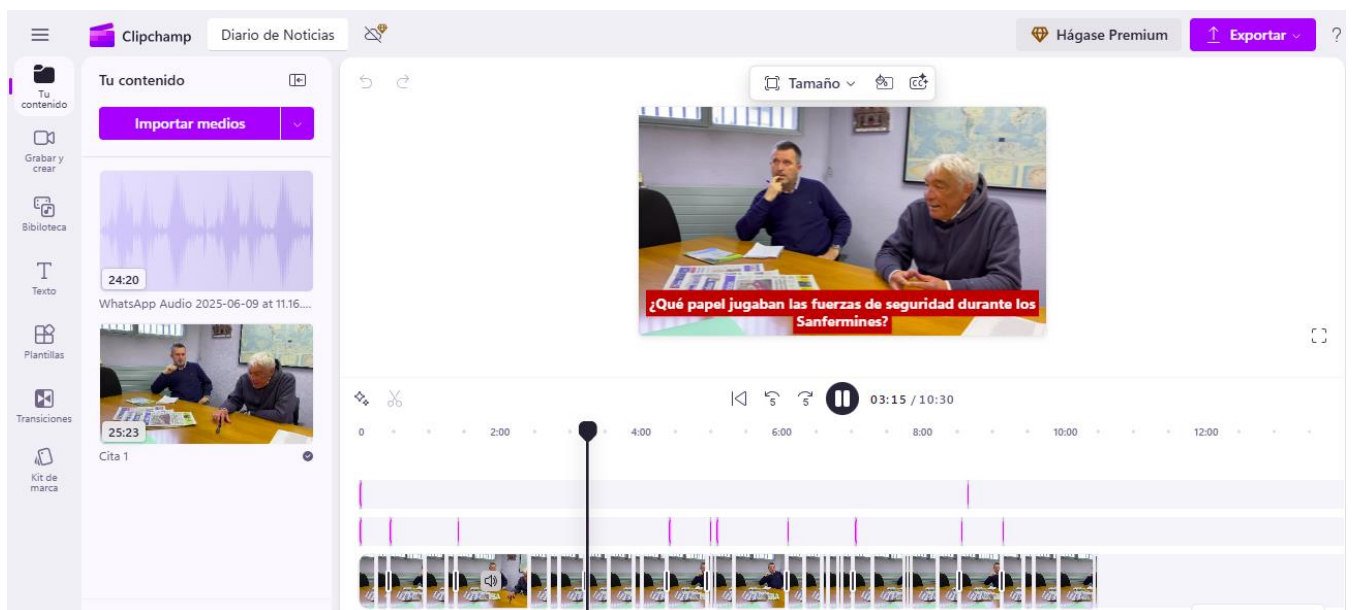 Clipchamp
Diario de Noticias
Hágase Premium
Exportar
?
Tu contenido
Grabar y crear
Biblioteca
Texto
Plantillas
Transiciones
Kit de marca
Tu contenido
Importar medios
24:20
WhatsApp Audio 2025-06-09 at 11.16....
25:23
Cita 1
Tamaño
CC
¿Qué papel jugaban las fuerzas de seguridad durante los
Sanfermines?
5
5
03:15 / 10:30
0
2:00
4:00
6:00
8:00
10:00
12:00